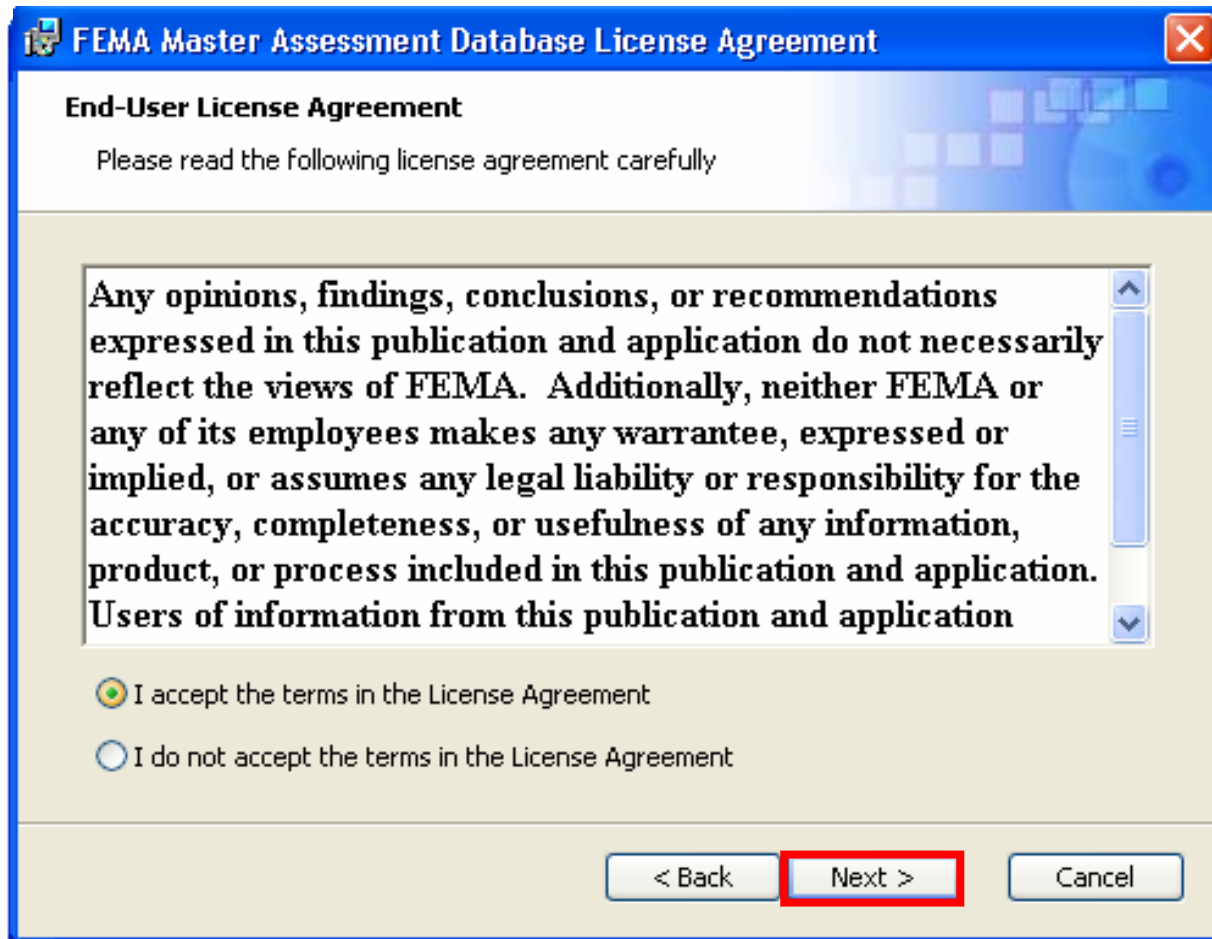 FEMA Master Assessment Database License Agreement
End-User License Agreement
Please read the following license agreement carefully
Any opinions, findings, conclusions, or recommendations
expressed in this publication and application do not necessarily
reflect the views of FEMA.  Additionally, neither FEMA or
any of its employees makes any warrantee, expressed or
implied, or assumes any legal liability or responsibility for the
accuracy, completeness, or usefulness of any information,
product, or process included in this publication and application.
Users of information from this publication and application
I accept the terms in the License Agreement
I do not accept the terms in the License Agreement
< Back Next > Cancel